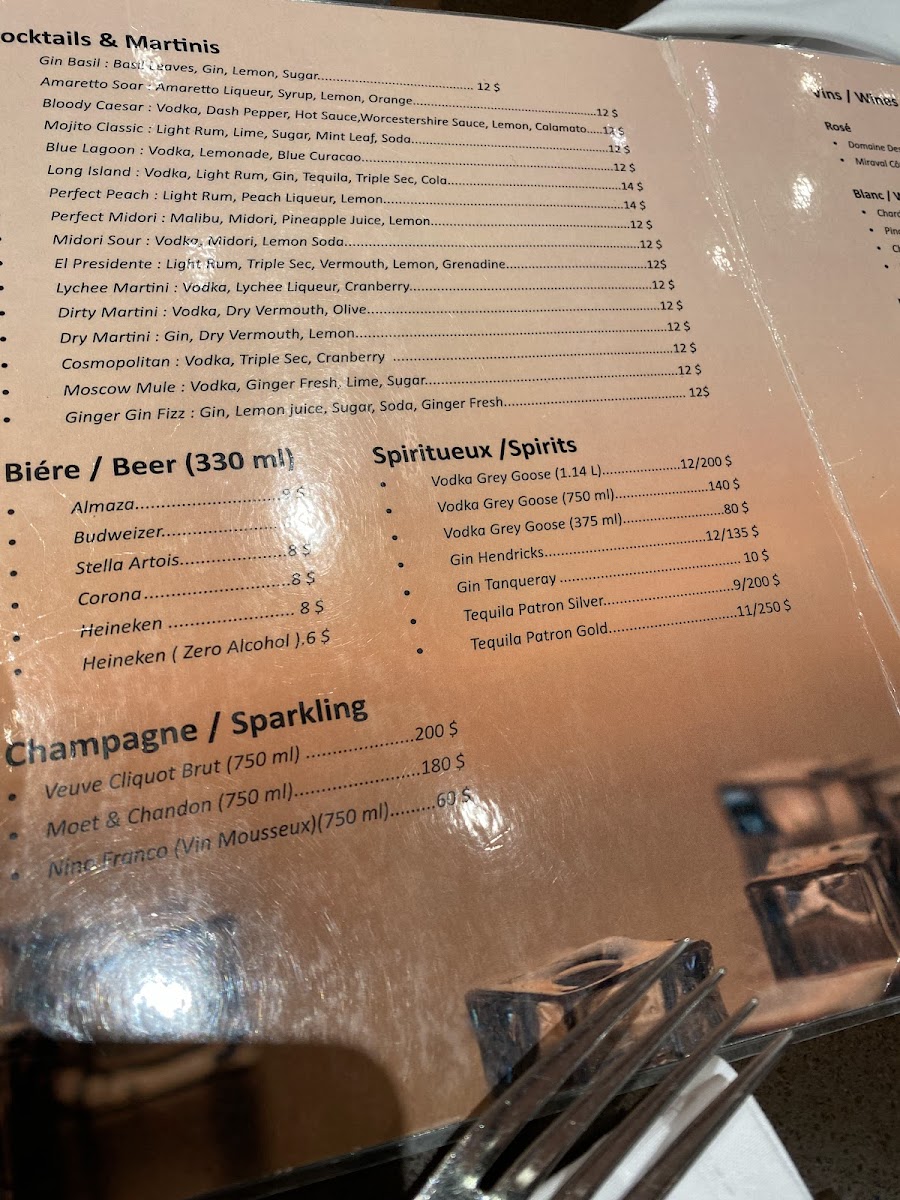 ocktails & Martinis
Gin Basil : Basil Leaves, Gin, Lemon, Sugar............ 12 $
Amaretto Soar : Amaretto Liqueur, Syrup, Lemon, Orange............12 $
Bloody Caesar : Vodka, Dash Pepper, Hot Sauce,Worcestershire Sauce, Lemon, Calamato.....12 $
Mojito Classic : Light Rum, Lime, Sugar, Mint Leaf, Soda............12 $
Blue Lagoon : Vodka, Lemonade, Blue Curacao............12 $
Long Island : Vodka, Light Rum, Gin, Tequila, Triple Sec, Cola............14 $
Perfect Peach : Light Rum, Peach Liqueur, Lemon............14 $
Perfect Midori : Malibu, Midori, Pineapple Juice, Lemon............12 $
Midori Sour : Vodka, Midori, Lemon Soda............12 $
El Presidente : Light Rum, Triple Sec, Vermouth, Lemon, Grenadine............12$
Lychee Martini : Vodka, Lychee Liqueur, Cranberry............12 $
Dirty Martini : Vodka, Dry Vermouth, Olive............12 $
Dry Martini : Gin, Dry Vermouth, Lemon............12 $
Cosmopolitan : Vodka, Triple Sec, Cranberry ............12 $
Moscow Mule : Vodka, Ginger Fresh, Lime, Sugar............12 $
Ginger Gin Fizz : Gin, Lemon juice, Sugar, Soda, Ginger Fresh............ 12$
Biére / Beer (330 ml)
Almaza............ $
Budweizer............
Stella Artois............8 $
Corona............8 $
Heineken ............ 8 $
Heineken ( Zero Alcohol ).6 $
Spiritueux /Spirits
Vodka Grey Goose (1.14 L)............12/200 $
Vodka Grey Goose (750 ml)............140 $
Vodka Grey Goose (375 ml)............80 $
Gin Hendricks............12/135 $
Gin Tanqueray ............ 10 $
Tequila Patron Silver............9/200 $
Tequila Patron Gold............11/250 $
Champagne / Sparkling
Veuve Cliquot Brut (750 ml) ............200 $
Moet & Chandon (750 ml)............180 $
Nino Franco (Vin Mousseux)(750 ml).........60 $
Vins / Wines
Rosé
Domaine
Miraval
Blanc /